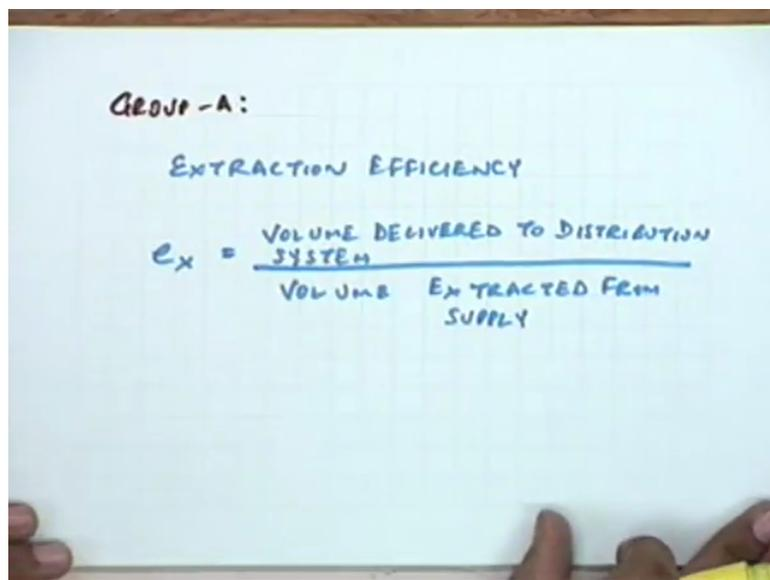 GROUP-A:
EXTRACTION EFFICIENCY
VOLUME DELIVERED TO DISTRIBUTION
SYSTEM
ex =
VOLUME EXTRACTED FROM
SUPPLY